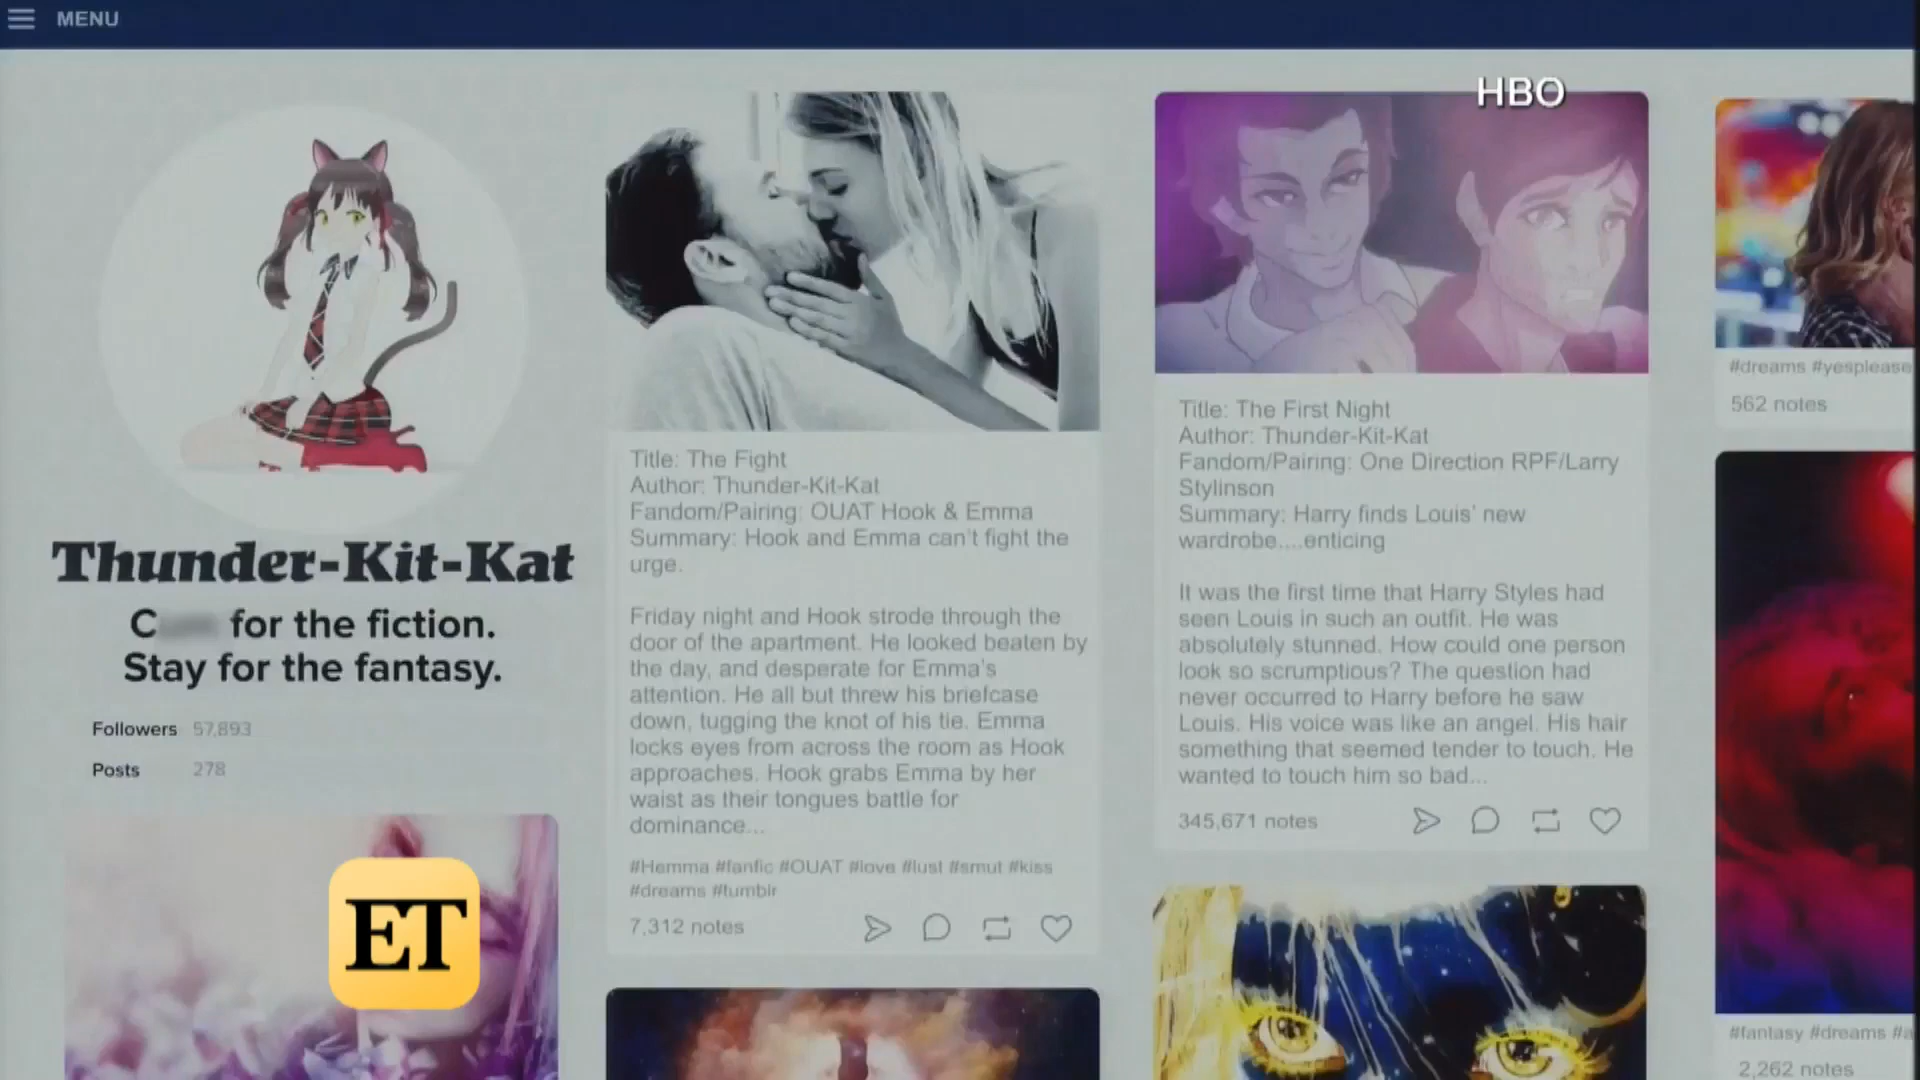 MENU
HBO
Thunder-Kit-Kat
C for the fiction.
Stay for the fantasy.
Followers 57,893
Posts 278
ET
Title: The Fight
Author: Thunder-Kit-Kat
Fandom/Pairing: OUAT Hook & Emma
Summary: Hook and Emma can't fight the
urge.
Friday night and Hook strode through the
door of the apartment. He looked beaten by
the day, and desperate for Emma's
attention. He all but threw his briefcase
down, tugging the knot of his tie. Emma
locks eyes from across the room as Hook
approaches. Hook grabs Emma by her
waist as their tongues battle for
dominance...
#Hemma #fanfic #OUAT #love #lust #smut #kiss
#dreams #tumblr
7,312 notes
Title: The First Night
Author: Thunder-Kit-Kat
Fandom/Pairing: One Direction RPF/Larry
Stylinson
Summary: Harry finds Louis' new
wardrobe....enticing
It was the first time that Harry Styles had
seen Louis in such an outfit. He was
absolutely stunned. How could one person
look so scrumptious? The question had
never occurred to Harry before he saw
Louis. His voice was like an angel. His hair
something that seemed tender to touch. He
wanted to touch him so bad...
345,671 notes
#dreams #yesplease
562 notes
#fantasy #dreams #a
2,262 notes